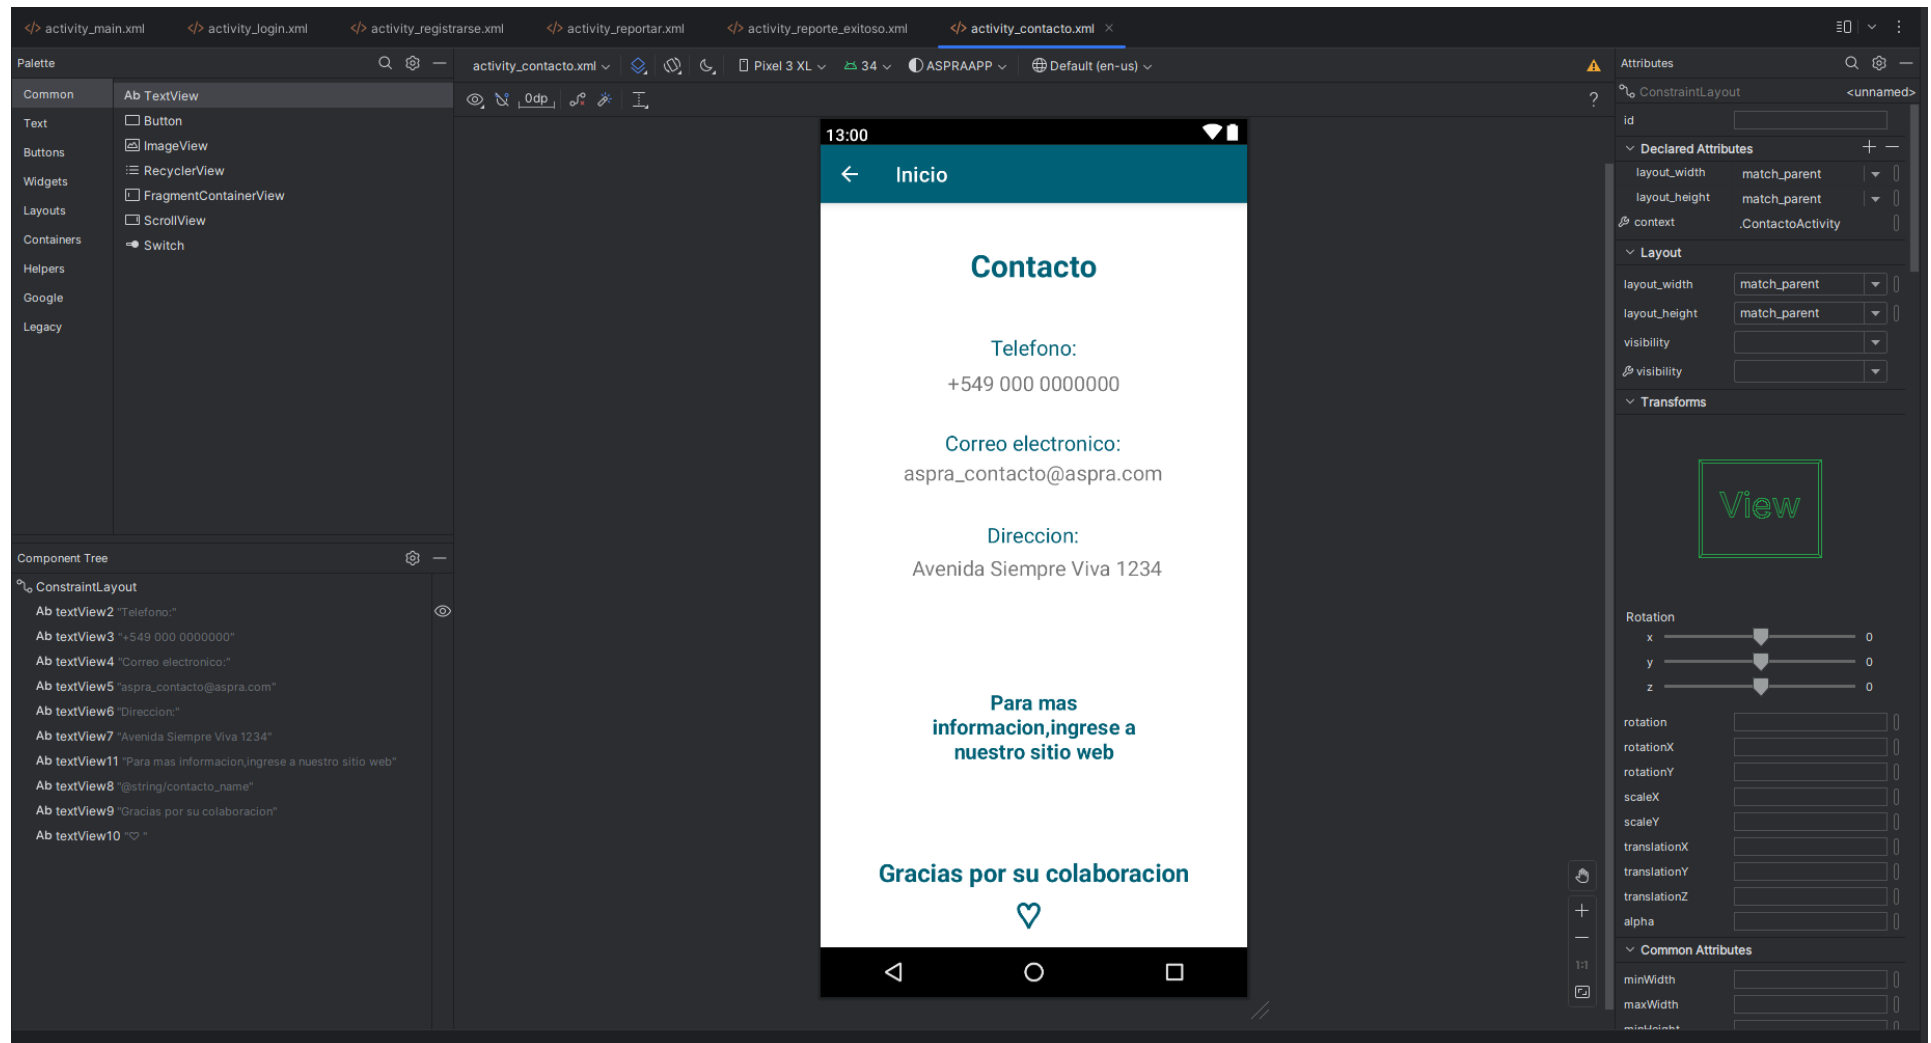 </> activity_main.xml
</> activity_login.xml
</> activity_registrarse.xml
</> activity_reportar.xml
</> activity_reporte_exitoso.xml
</> activity_contacto.xml
Palette
Common
Text
Buttons
Widgets
Layouts
Containers
Helpers
Google
Legacy
Ab TextView
Button
ImageView
RecyclerView
FragmentContainerView
ScrollView
Switch
activity_contacto.xml
Pixel 3 XL
34
ASPRAAPP
Default (en-us)
0dp
?
13:00
Inicio
Contacto
Telefono:
+549 000 0000000
Correo electronico:
aspra_contacto@aspra.com
Direccion:
Avenida Siempre Viva 1234
Para mas
informacion,ingrese a
nuestro sitio web
Gracias por su colaboracion
♡
1:1
Component Tree
ConstraintLayout
Ab textView2 "Telefono:"
Ab textView3 "+549 000 0000000"
Ab textView4 "Correo electronico:"
Ab textView5 "aspra_contacto@aspra.com"
Ab textView6 "Direccion:"
Ab textView7 "Avenida Siempre Viva 1234"
Ab textView11 "Para mas informacion,ingrese a nuestro sitio web"
Ab textView8 "@string/contacto_name"
Ab textView9 "Gracias por su colaboracion"
Ab textView10 "♡ "
Attributes
ConstraintLayout <unnamed>
id
Declared Attributes
layout_width match_parent
layout_height match_parent
context .ContactoActivity
Layout
layout_width match_parent
layout_height match_parent
visibility
visibility
Transforms
View
Rotation
x 0
y 0
z 0
rotation
rotationX
rotationY
scaleX
scaleY
translationX
translationY
translationZ
alpha
Common Attributes
minWidth
maxWidth
minHeight